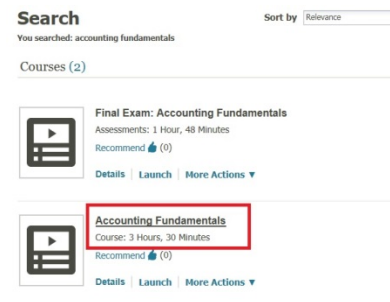 Search
Sort by Relevance
You searched: accounting fundamentals
Courses (2)
Final Exam: Accounting Fundamentals
Assessments: 1 Hour, 48 Minutes
Recommend (0)
Details | Launch | More Actions ▼
Accounting Fundamentals
Course: 3 Hours, 30 Minutes
Recommend (0)
Details | Launch | More Actions ▼